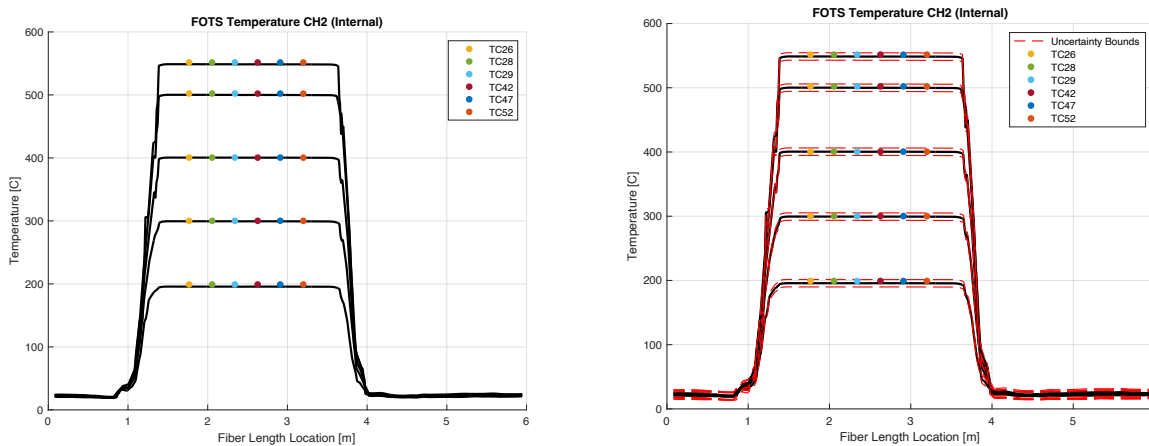 FOTS Temperature CH2 (Internal)
600
500
400
300
200
100
0
Temperature [C]
0 1 2 3 4 5 6
Fiber Length Location [m]
TC26
TC28
TC29
TC42
TC47
TC52
FOTS Temperature CH2 (Internal)
600
500
400
300
200
100
0
Temperature [C]
0 1 2 3 4 5
Fiber Length Location [m]
Uncertainty Bounds
TC26
TC28
TC29
TC42
TC47
TC52